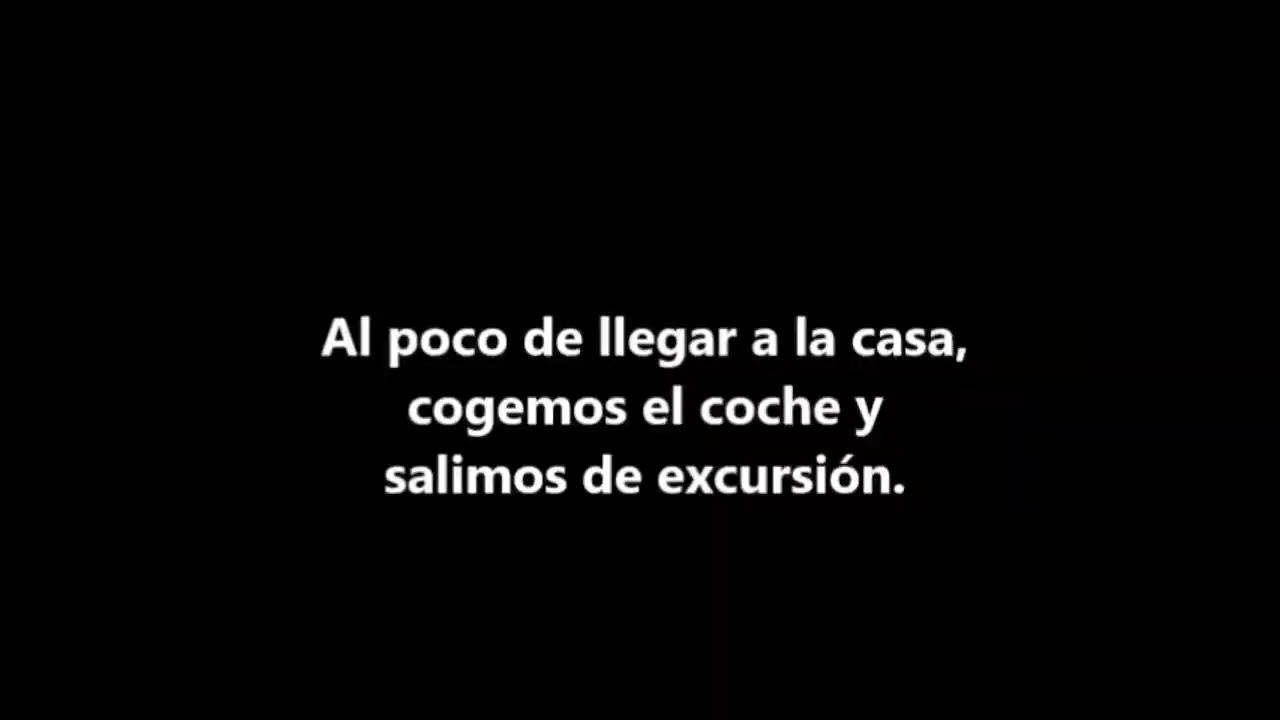 Al poco de llegar a la casa,
cogemos el coche y
salimos de excursión.